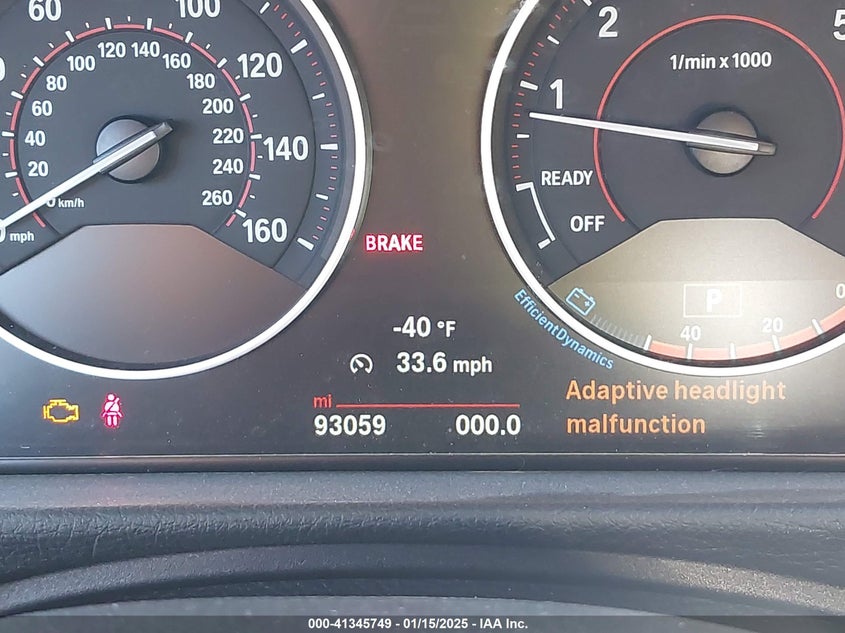 60
100
120
140
160
20
40
60
80
100
120
140
160
180
200
220
240
260
km/h
mph
BRAKE
-40 °F
33.6 mph
mi
93059 000.0
1
2
5
1/min x 1000
READY
OFF
P
EfficientDynamics
40
20
0
Adaptive headlight
malfunction
000-41345749 - 01/15/2025 - IAA Inc.